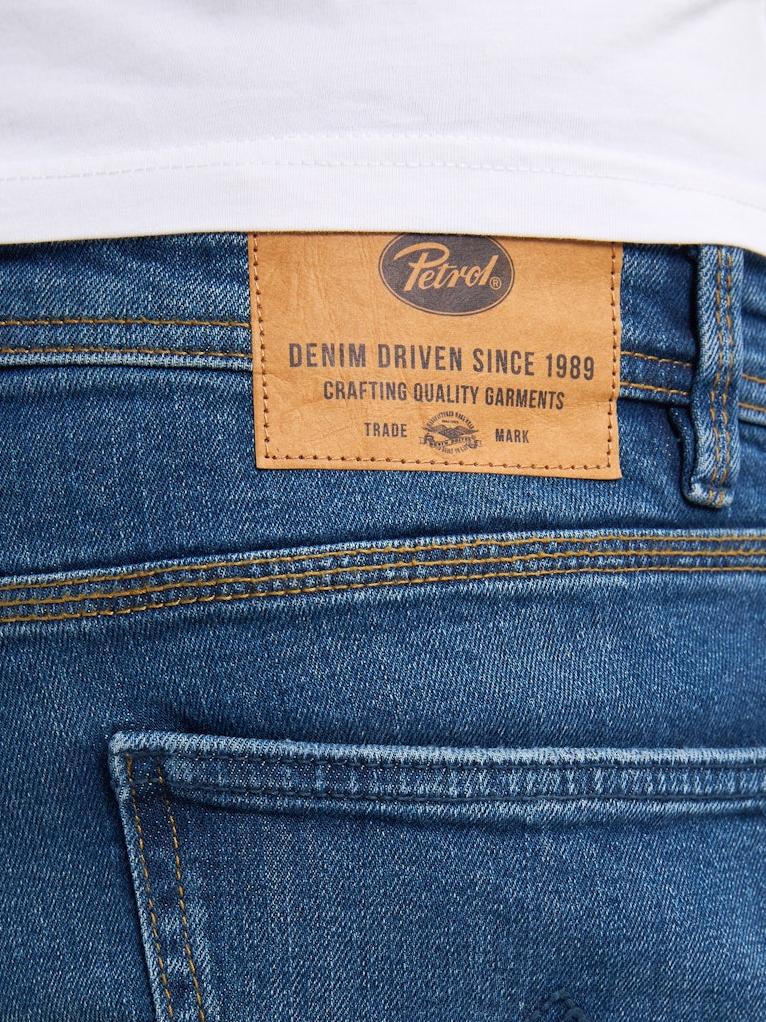 Petrol®
DENIM DRIVEN SINCE 1989
CRAFTING QUALITY GARMENTS
TRADE MARK